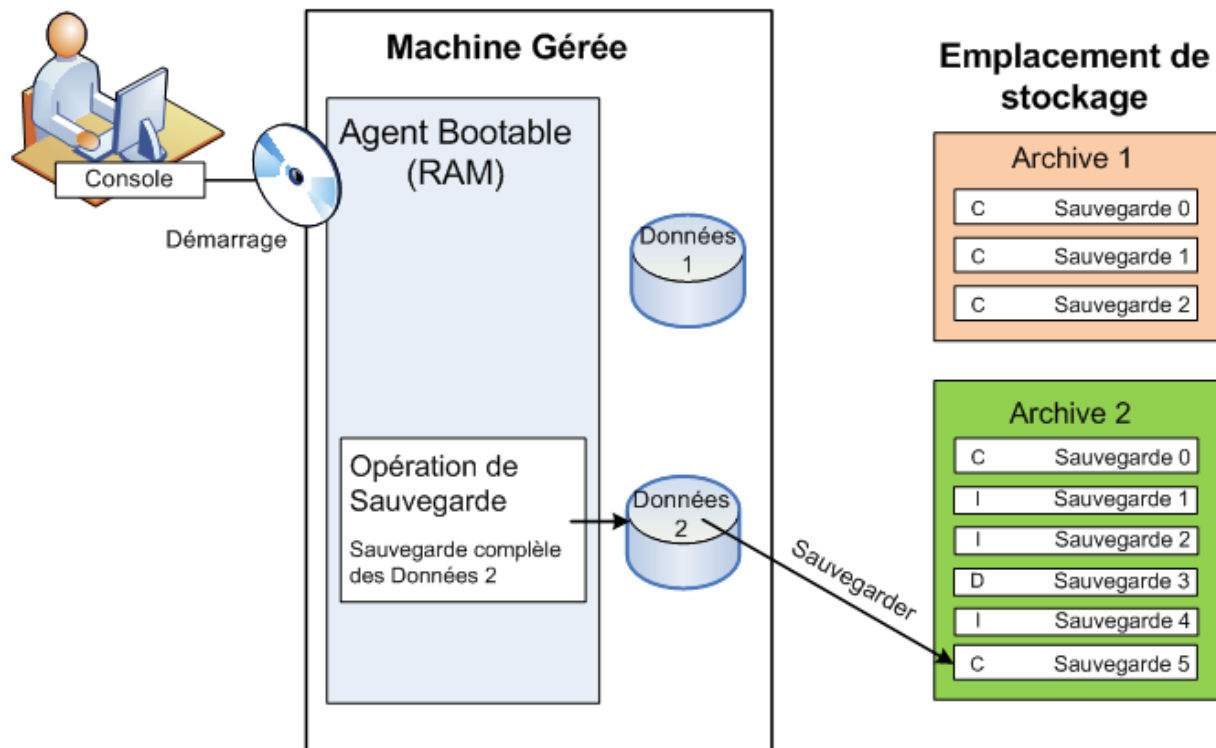 Machine Gérée
Emplacement de
stockage
Console
Démarrage
Agent Bootable
(RAM)
Opération de
Sauvegarde
Sauvegarde complèle
des Données 2
Données
1
Données
2
Sauvegarder
Archive 1
C Sauvegarde 0
C Sauvegarde 1
C Sauvegarde 2
Archive 2
C Sauvegarde 0
I Sauvegarde 1
I Sauvegarde 2
D Sauvegarde 3
I Sauvegarde 4
C Sauvegarde 5